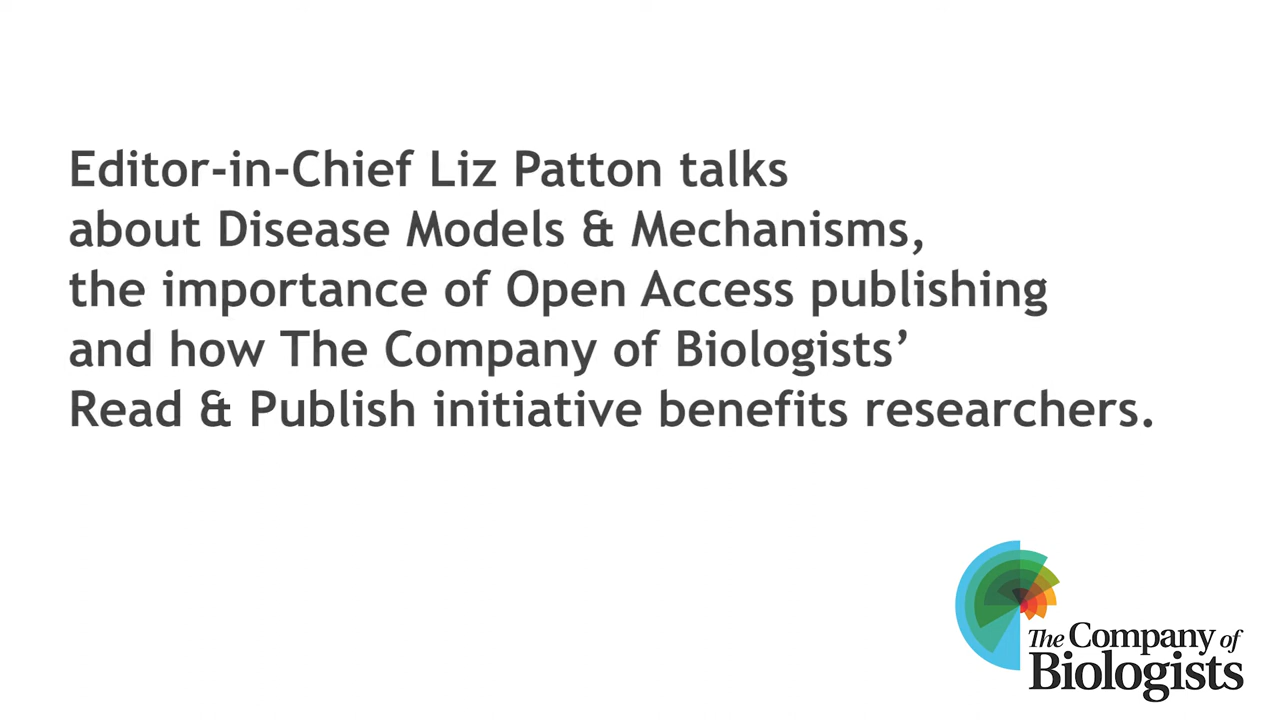 Editor-in-Chief Liz Patton talks
about Disease Models & Mechanisms,
the importance of Open Access publishing
and how The Company of Biologists’
Read & Publish initiative benefits researchers.
The Company of
Biologists